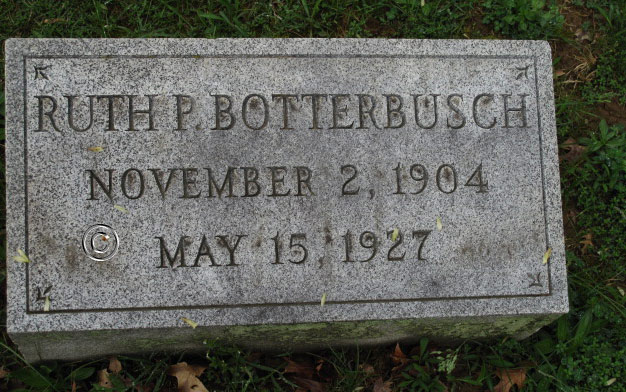 RUTH P. BOTTERBUSCH
NOVEMBER 2, 1904
© MAY 15, 1927